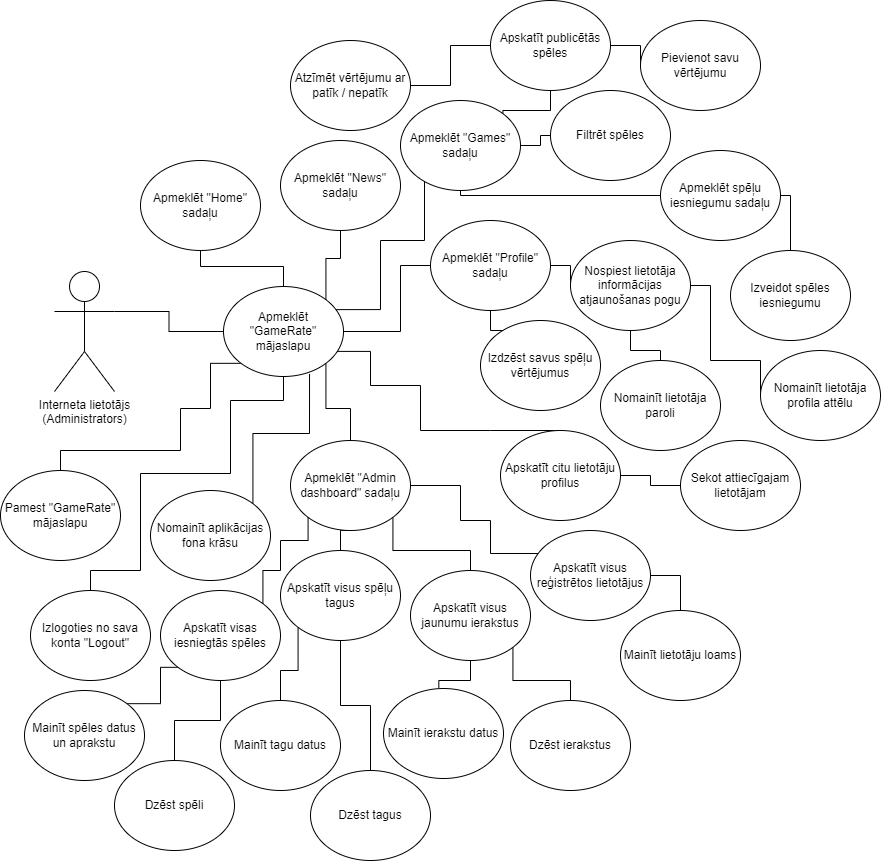 Apskatīt publicētās
spēles
Pievienot savu
vērtējumu
Atzīmēt vērtējumu ar
patīk / nepatīk
Apmeklēt "Games"
sadaļu
Filtrēt spēles
Apmeklēt "News"
sadaļu
Apmeklēt "Home"
sadaļu
Apmeklēt spēļu
iesniegumu sadaļu
Apmeklēt "Profile"
sadaļu
Nospiest lietotāja
informācijas
atjaunošanas pogu
Izveidot spēles
iesniegumu
Apmeklēt
"GameRate"
mājaslapu
Izdzēst savus spēļu
vērtējumus
Interneta lietotājs
(Administrators)
Nomainīt lietotāja
paroli
Nomainīt lietotāja
profila attēlu
Apskatīt citu lietotāju
profilus
Sekot attiecīgajam
lietotājam
Apmeklēt "Admin
dashboard" sadaļu
Pamest "GameRate"
mājaslapu
Nomainīt aplikācijas
fona krāsu
Apskatīt visus
reģistrētos lietotājus
Apskatīt visus spēļu
tagus
Apskatīt visus
jaunumu ierakstus
Izlogoties no sava
konta "Logout"
Apskatīt visas
iesniegtās spēles
Mainīt lietotāju loams
Mainīt spēles datus
un aprakstu
Mainīt tagu datus
Mainīt ierakstu datus
Dzēst ierakstus
Dzēst spēli
Dzēst tagus